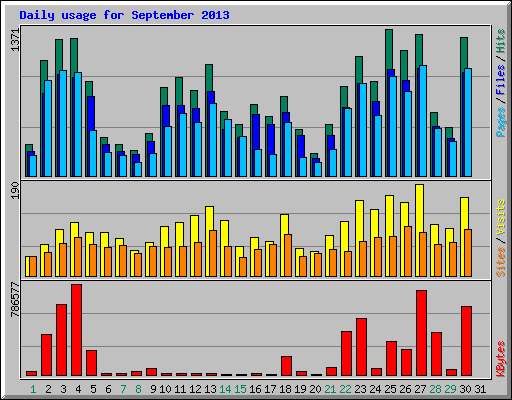 Daily usage for September 2013
1371
Pages / Files / Hits
190
Sites / Visits
786577
KBytes
1 2 3 4 5 6 7 8 9 10 11 12 13 14 15 16 17 18 19 20 21 22 23 24 25 26 27 28 29 30 31